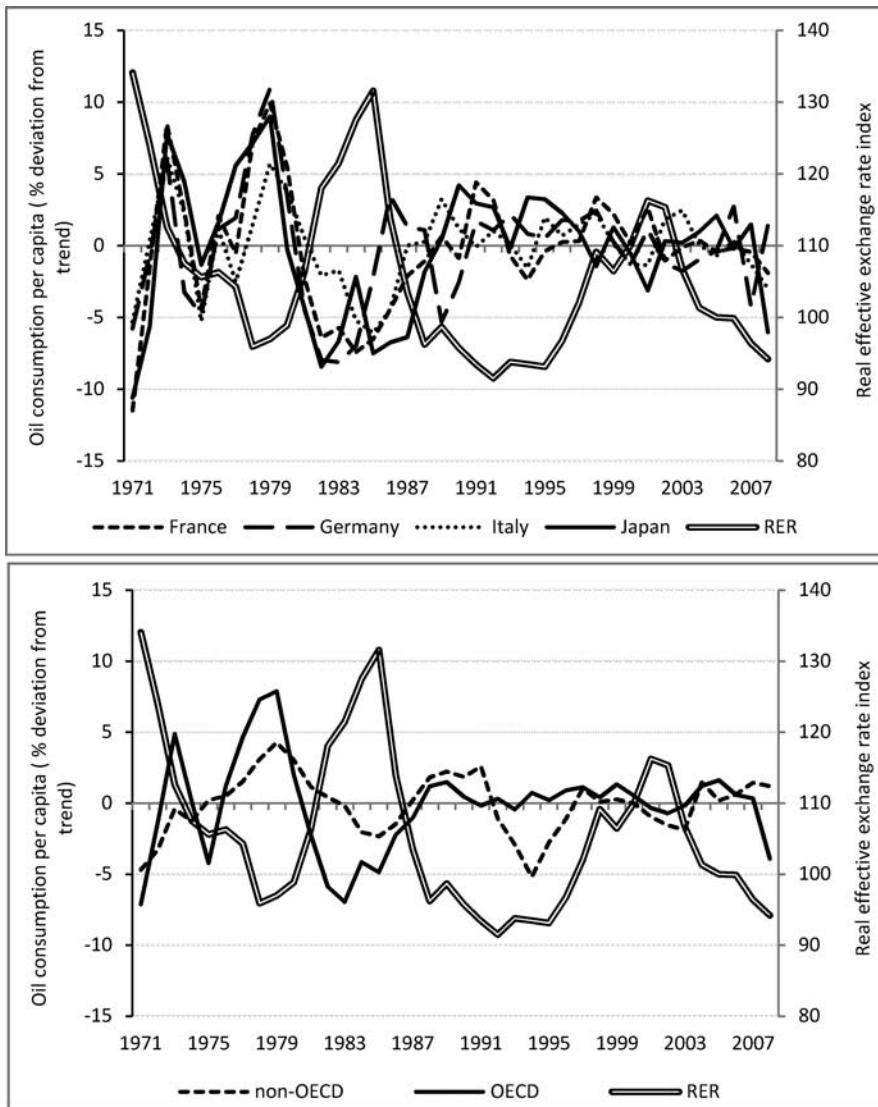 15
10
5
0
-5
-10
-15
140
130
120
110
100
90
80
Oil consumption per capita ( % deviation from
trend)
Real effective exchange rate index
1971 1975 1979 1983 1987 1991 1995 1999 2003 2007
France Germany Italy Japan RER
15
10
5
0
-5
-10
-15
140
130
120
110
100
90
80
Oil consumption per capita ( % deviation from
trend)
Real effective exchange rate index
1971 1975 1979 1983 1987 1991 1995 1999 2003 2007
non-OECD OECD RER